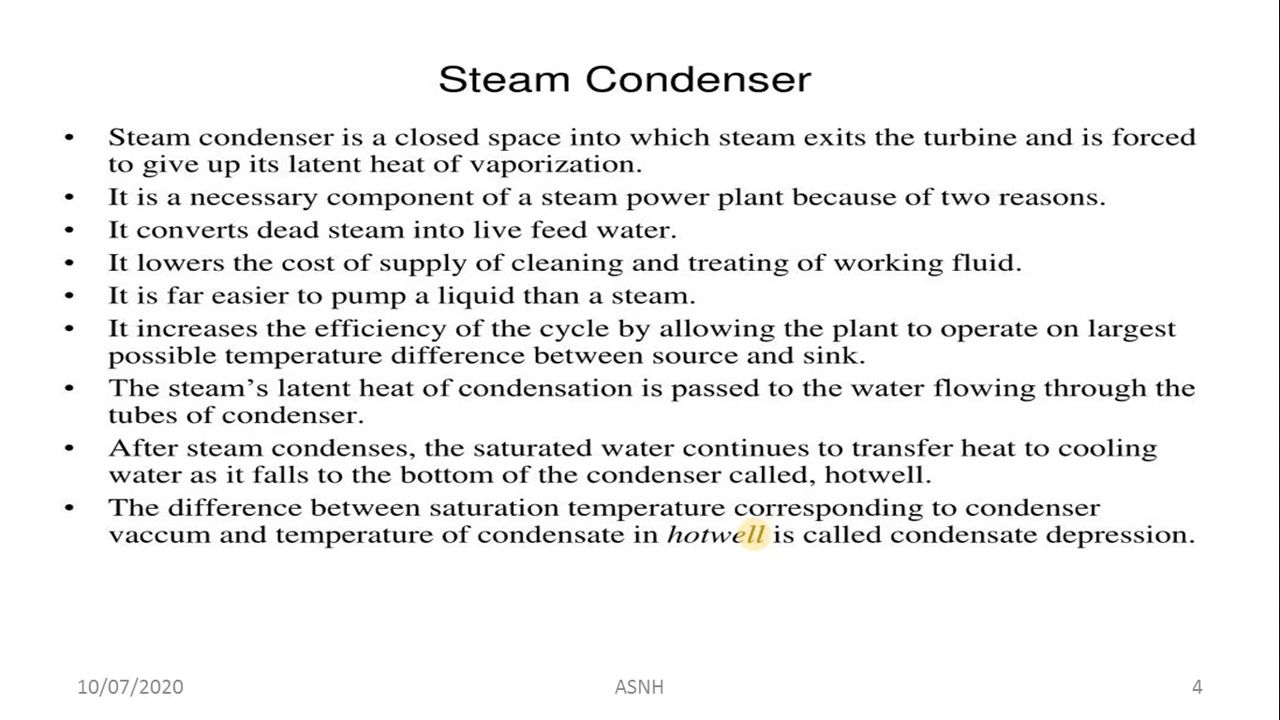 Steam Condenser
• Steam condenser is a closed space into which steam exits the turbine and is forced
to give up its latent heat of vaporization.
• It is a necessary component of a steam power plant because of two reasons.
• It converts dead steam into live feed water.
• It lowers the cost of supply of cleaning and treating of working fluid.
• It is far easier to pump a liquid than a steam.
• It increases the efficiency of the cycle by allowing the plant to operate on largest
possible temperature difference between source and sink.
• The steam’s latent heat of condensation is passed to the water flowing through the
tubes of condenser.
• After steam condenses, the saturated water continues to transfer heat to cooling
water as it falls to the bottom of the condenser called, hotwell.
• The difference between saturation temperature corresponding to condenser
vaccum and temperature of condensate in hotwell is called condensate depression.
10/07/2020 ASNH 4